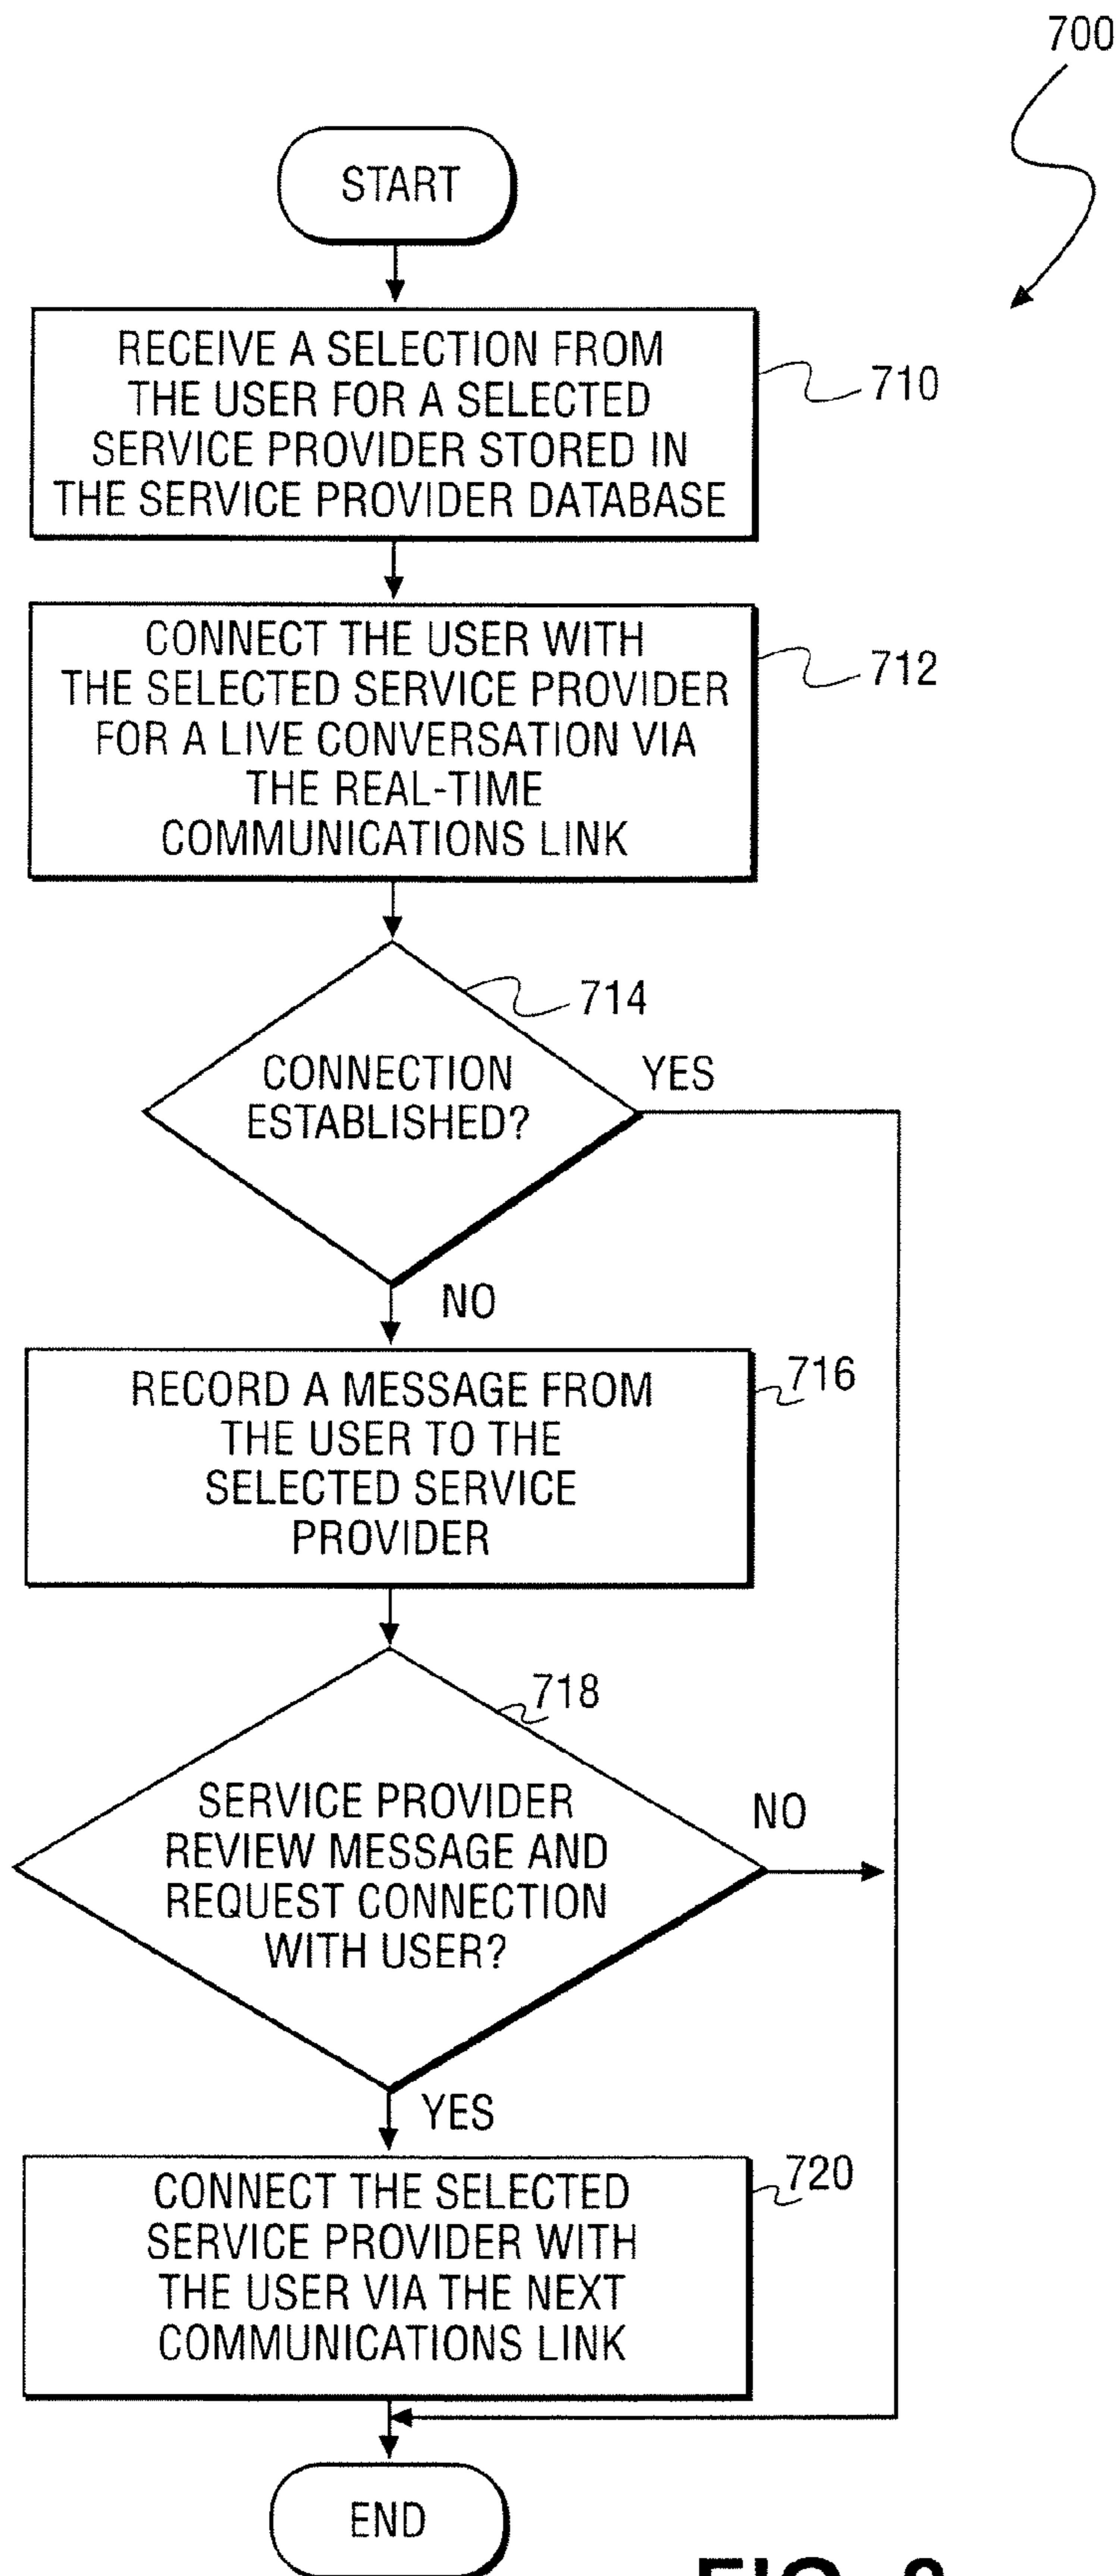 700
START
RECEIVE A SELECTION FROM
THE USER FOR A SELECTED
SERVICE PROVIDER STORED IN
THE SERVICE PROVIDER DATABASE
710
CONNECT THE USER WITH
THE SELECTED SERVICE PROVIDER
FOR A LIVE CONVERSATION VIA
THE REAL-TIME
COMMUNICATIONS LINK
712
714
CONNECTION
ESTABLISHED?
YES
NO
RECORD A MESSAGE FROM
THE USER TO THE
SELECTED SERVICE
PROVIDER
716
718
SERVICE PROVIDER
REVIEW MESSAGE AND
REQUEST CONNECTION
WITH USER?
NO
YES
CONNECT THE SELECTED
SERVICE PROVIDER WITH
THE USER VIA THE NEXT
COMMUNICATIONS LINK
720
END